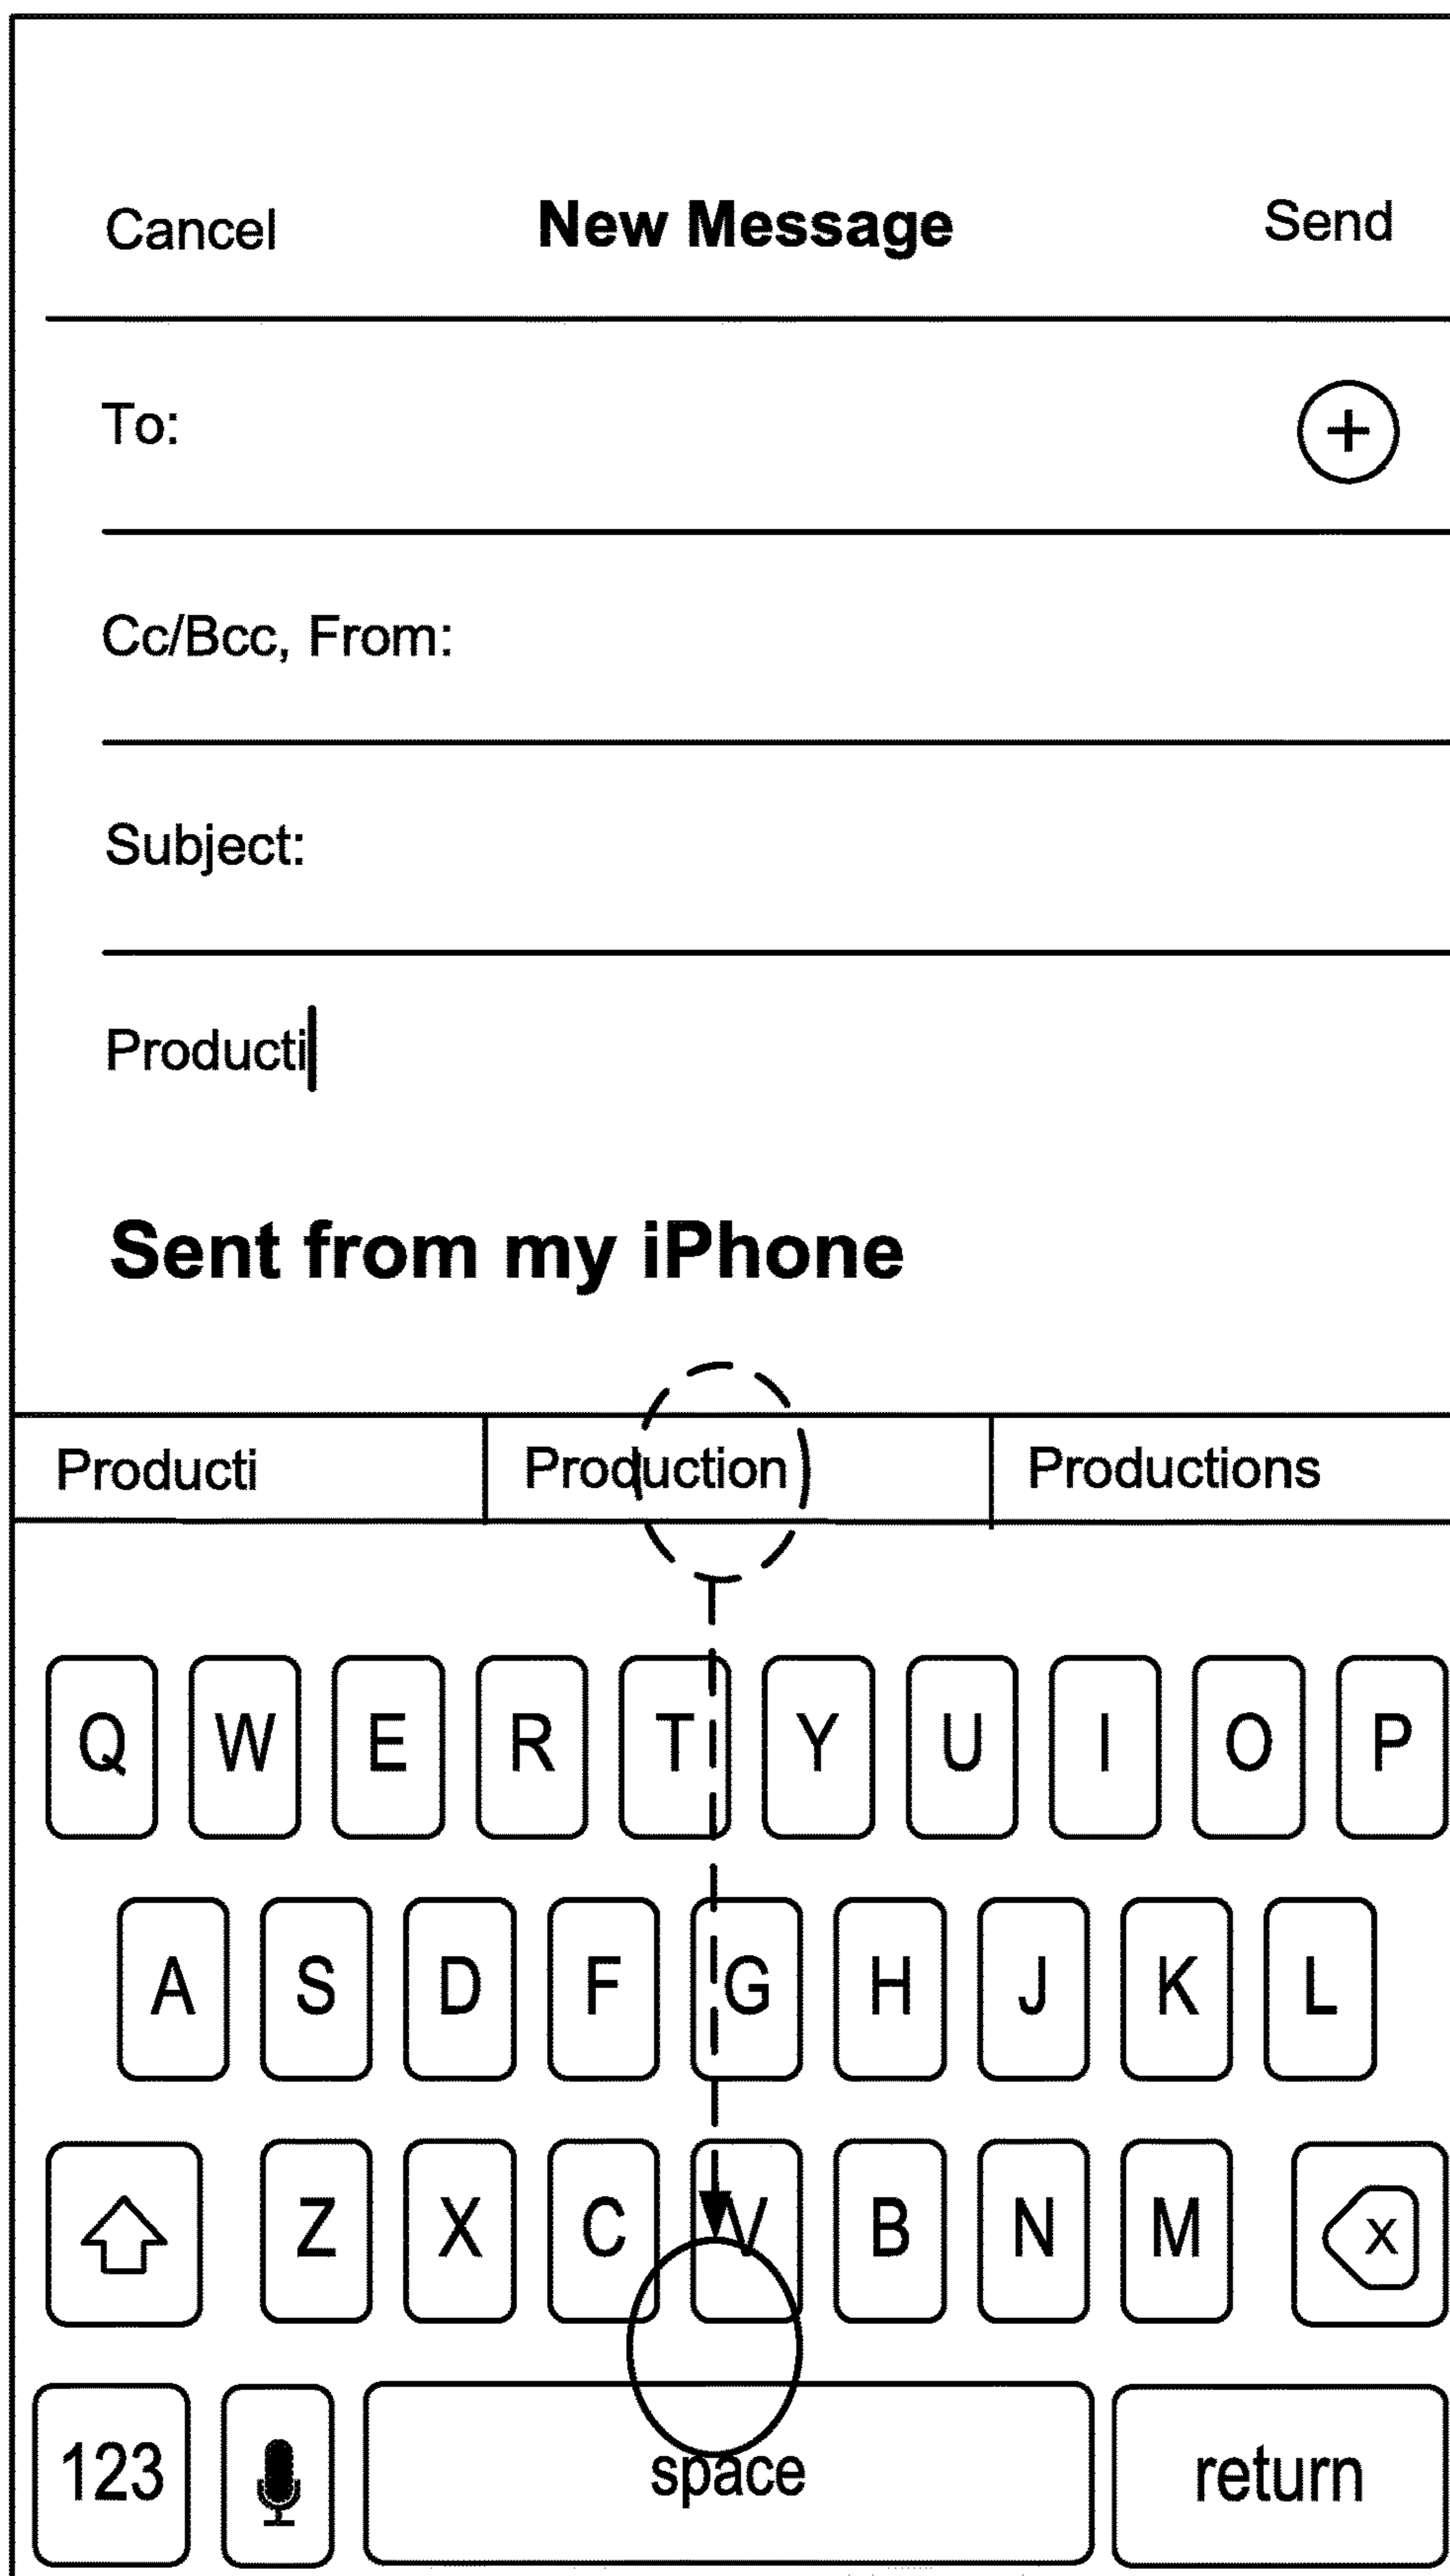 Cancel New Message Send
To: +
Cc/Bcc, From:
Subject:
Producti
Sent from my iPhone
Producti Production Productions
Q W E R T Y U I O P
A S D F G H J K L
Z X C V B N M X
123 space return